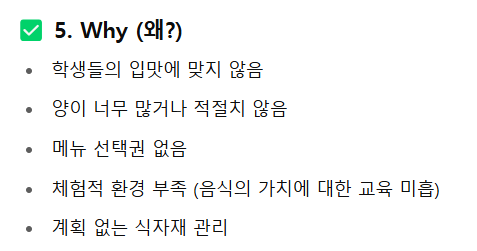 ✅ 5. Why (왜?)
• 학생들의 입맛에 맞지 않음
• 양이 너무 많거나 적절치 않음
• 메뉴 선택권 없음
• 체험적 환경 부족 (음식의 가치에 대한 교육 미흡)
• 계획 없는 식자재 관리